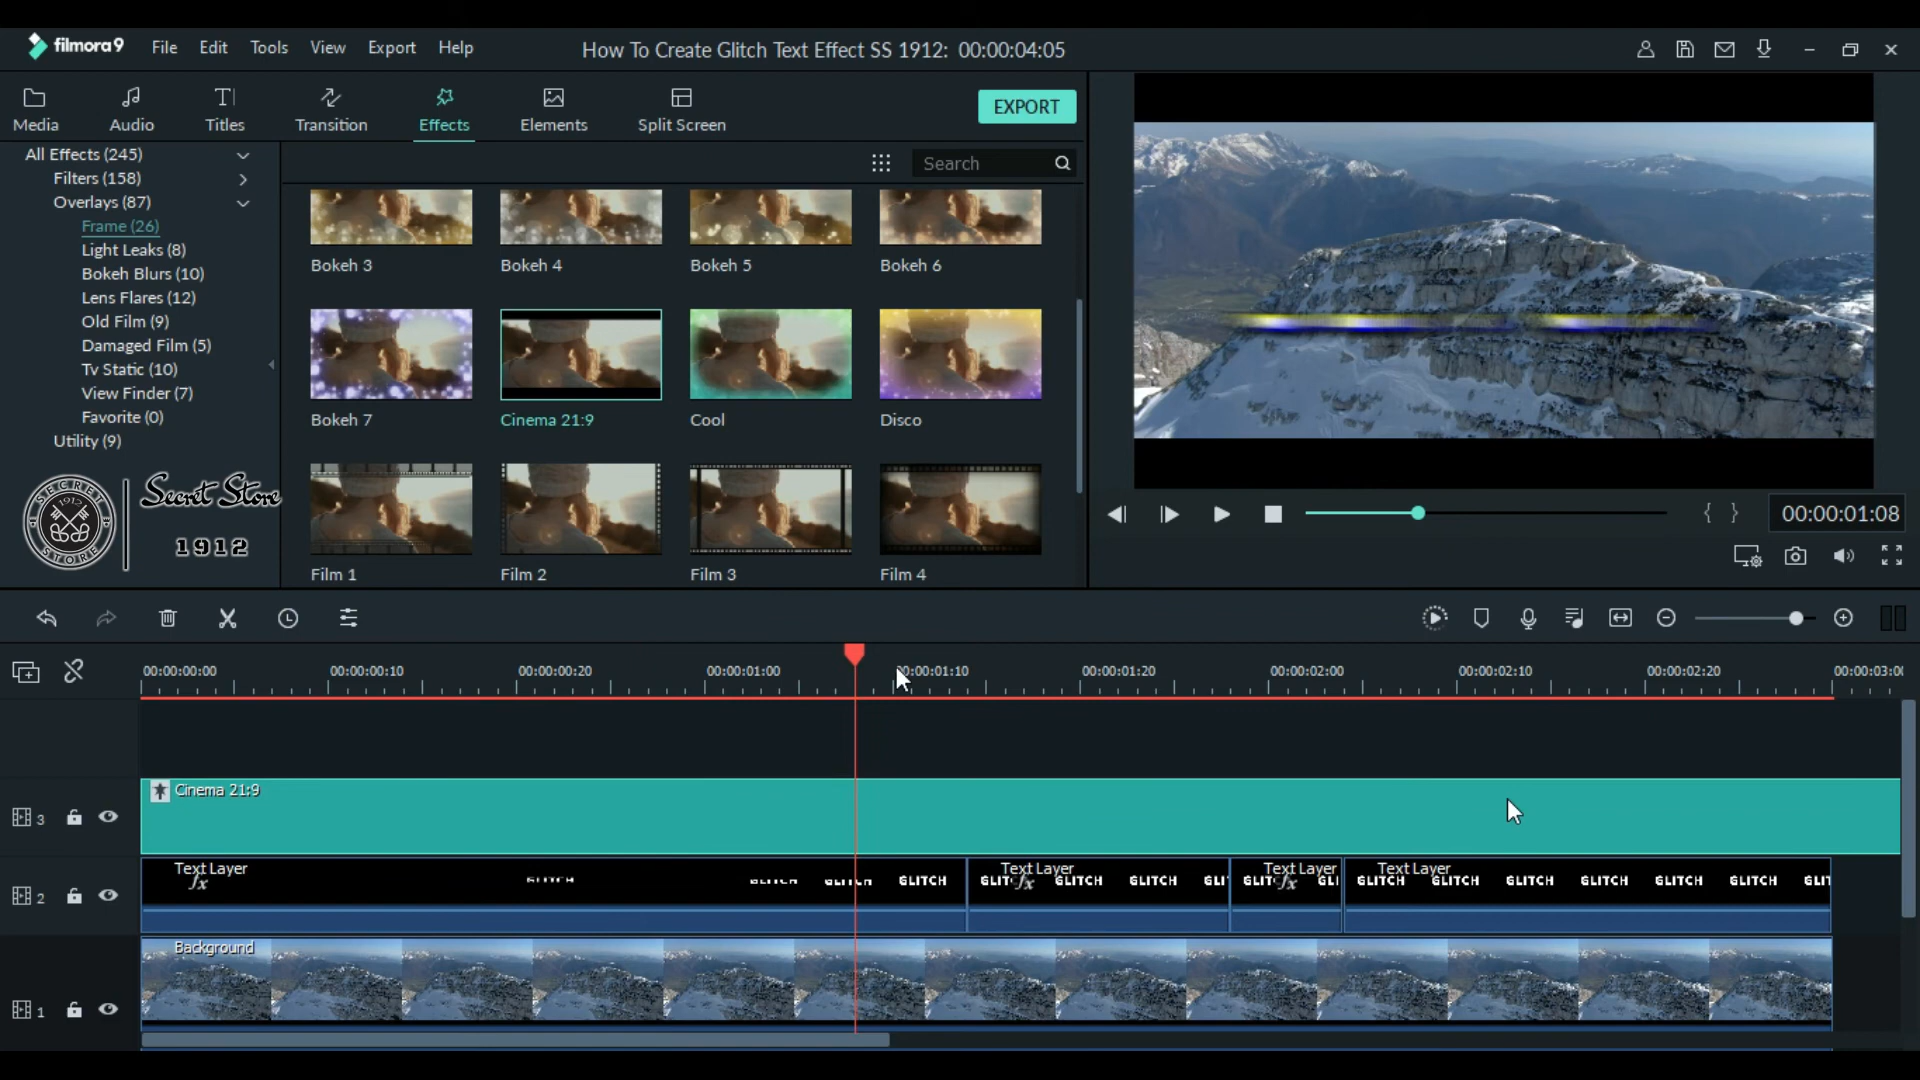 filmora9 File Edit Tools View Export Help How To Create Glitch Text Effect SS 1912: 00:00:04:05
Media Audio Titles Transition Effects Elements Split Screen EXPORT
All Effects (245)
Filters (158)
Overlays (87)
Frame (26)
Light Leaks (8)
Bokeh Blurs (10)
Lens Flares (12)
Old Film (9)
Damaged Film (5)
Tv Static (10)
View Finder (7)
Favorite (0)
Utility (9)
SECRET
1912
STORE
Secret Store
1912
Search
Bokeh 3 Bokeh 4 Bokeh 5 Bokeh 6
Bokeh 7 Cinema 21:9 Cool Disco
Film 1 Film 2 Film 3 Film 4
{ } 00:00:01:08
00:00:00:00 00:00:00:10 00:00:00:20 00:00:01:00 00:00:01:10 00:00:01:20 00:00:02:00 00:00:02:10 00:00:02:20 00:00:03:00
3 Cinema 21:9
Text Layer Text Layer Text Layer Text Layer
fx fx fx
2 GLITCH GLITCH GLITCH GLITCH GLIT GLITCH GLITCH GLI GLIT GLI GLITCH GLITCH GLITCH GLITCH GLITCH GLITCH GLIT
Background
1